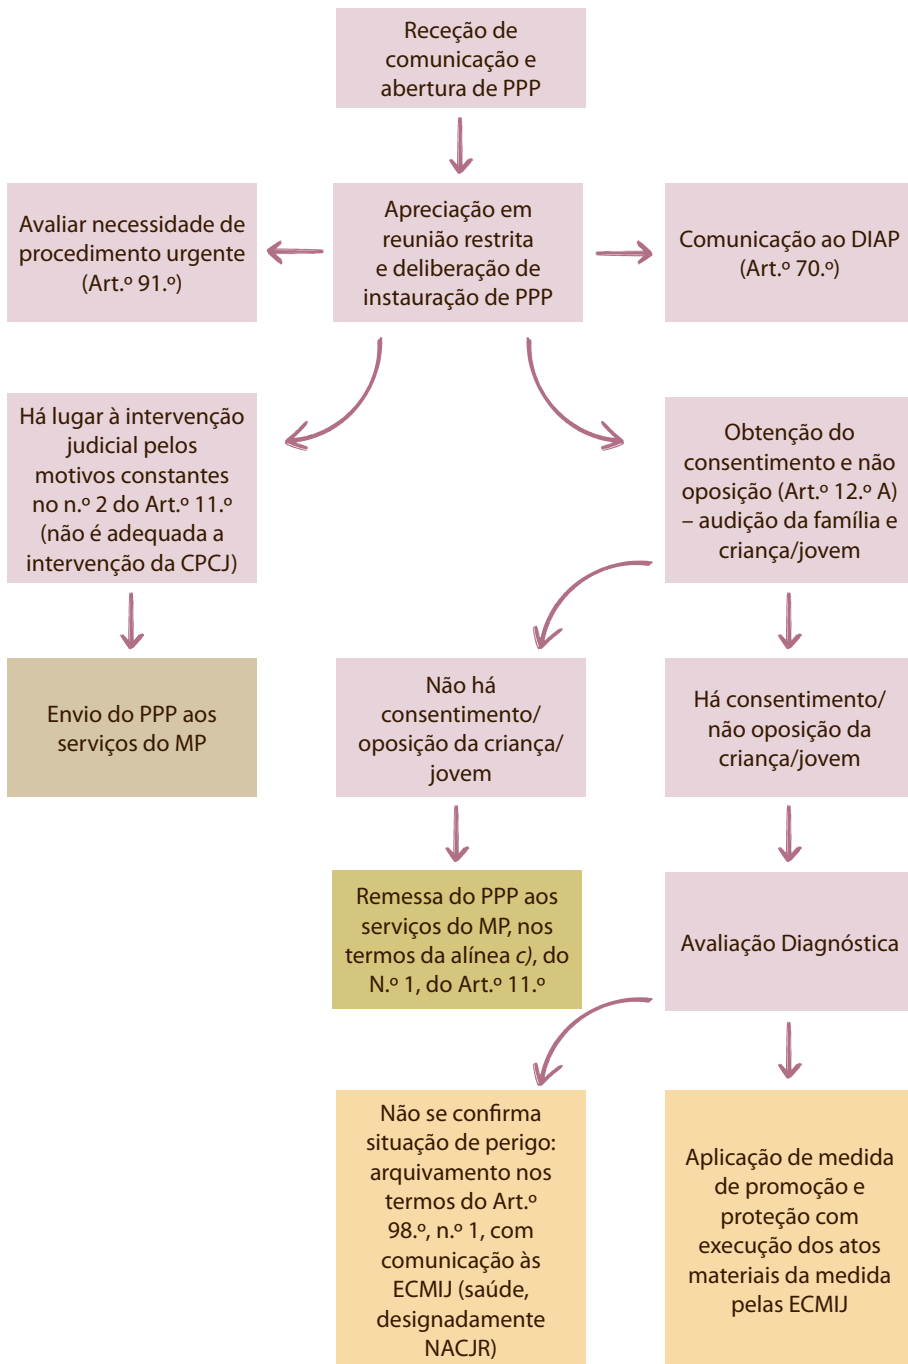 Receção de
comunicação e
abertura de PPP
Avaliar necessidade de
procedimento urgente
(Art.º 91.º)
Apreciação em
reunião restrita
e deliberação de
instauração de PPP
Comunicação ao DIAP
(Art.º 70.º)
Há lugar à intervenção
judicial pelos
motivos constantes
no n.º 2 do Art.º 11.º
(não é adequada a
intervenção da CPCJ)
Obtenção do
consentimento e não
oposição (Art.º 12.º A)
– audição da família e
criança/jovem
Envio do PPP aos
serviços do MP
Não há
consentimento/
oposição da criança/
jovem
Há consentimento/
não oposição da
criança/jovem
Remessa do PPP aos
serviços do MP, nos
termos da alínea c), do
N.º 1, do Art.º 11.º
Avaliação Diagnóstica
Não se confirma
situação de perigo:
arquivamento nos
termos do Art.º
98.º, n.º 1, com
comunicação às
ECMIJ (saúde,
designadamente
NACJR)
Aplicação de medida
de promoção e
proteção com
execução dos atos
materiais da medida
pelas ECMIJ